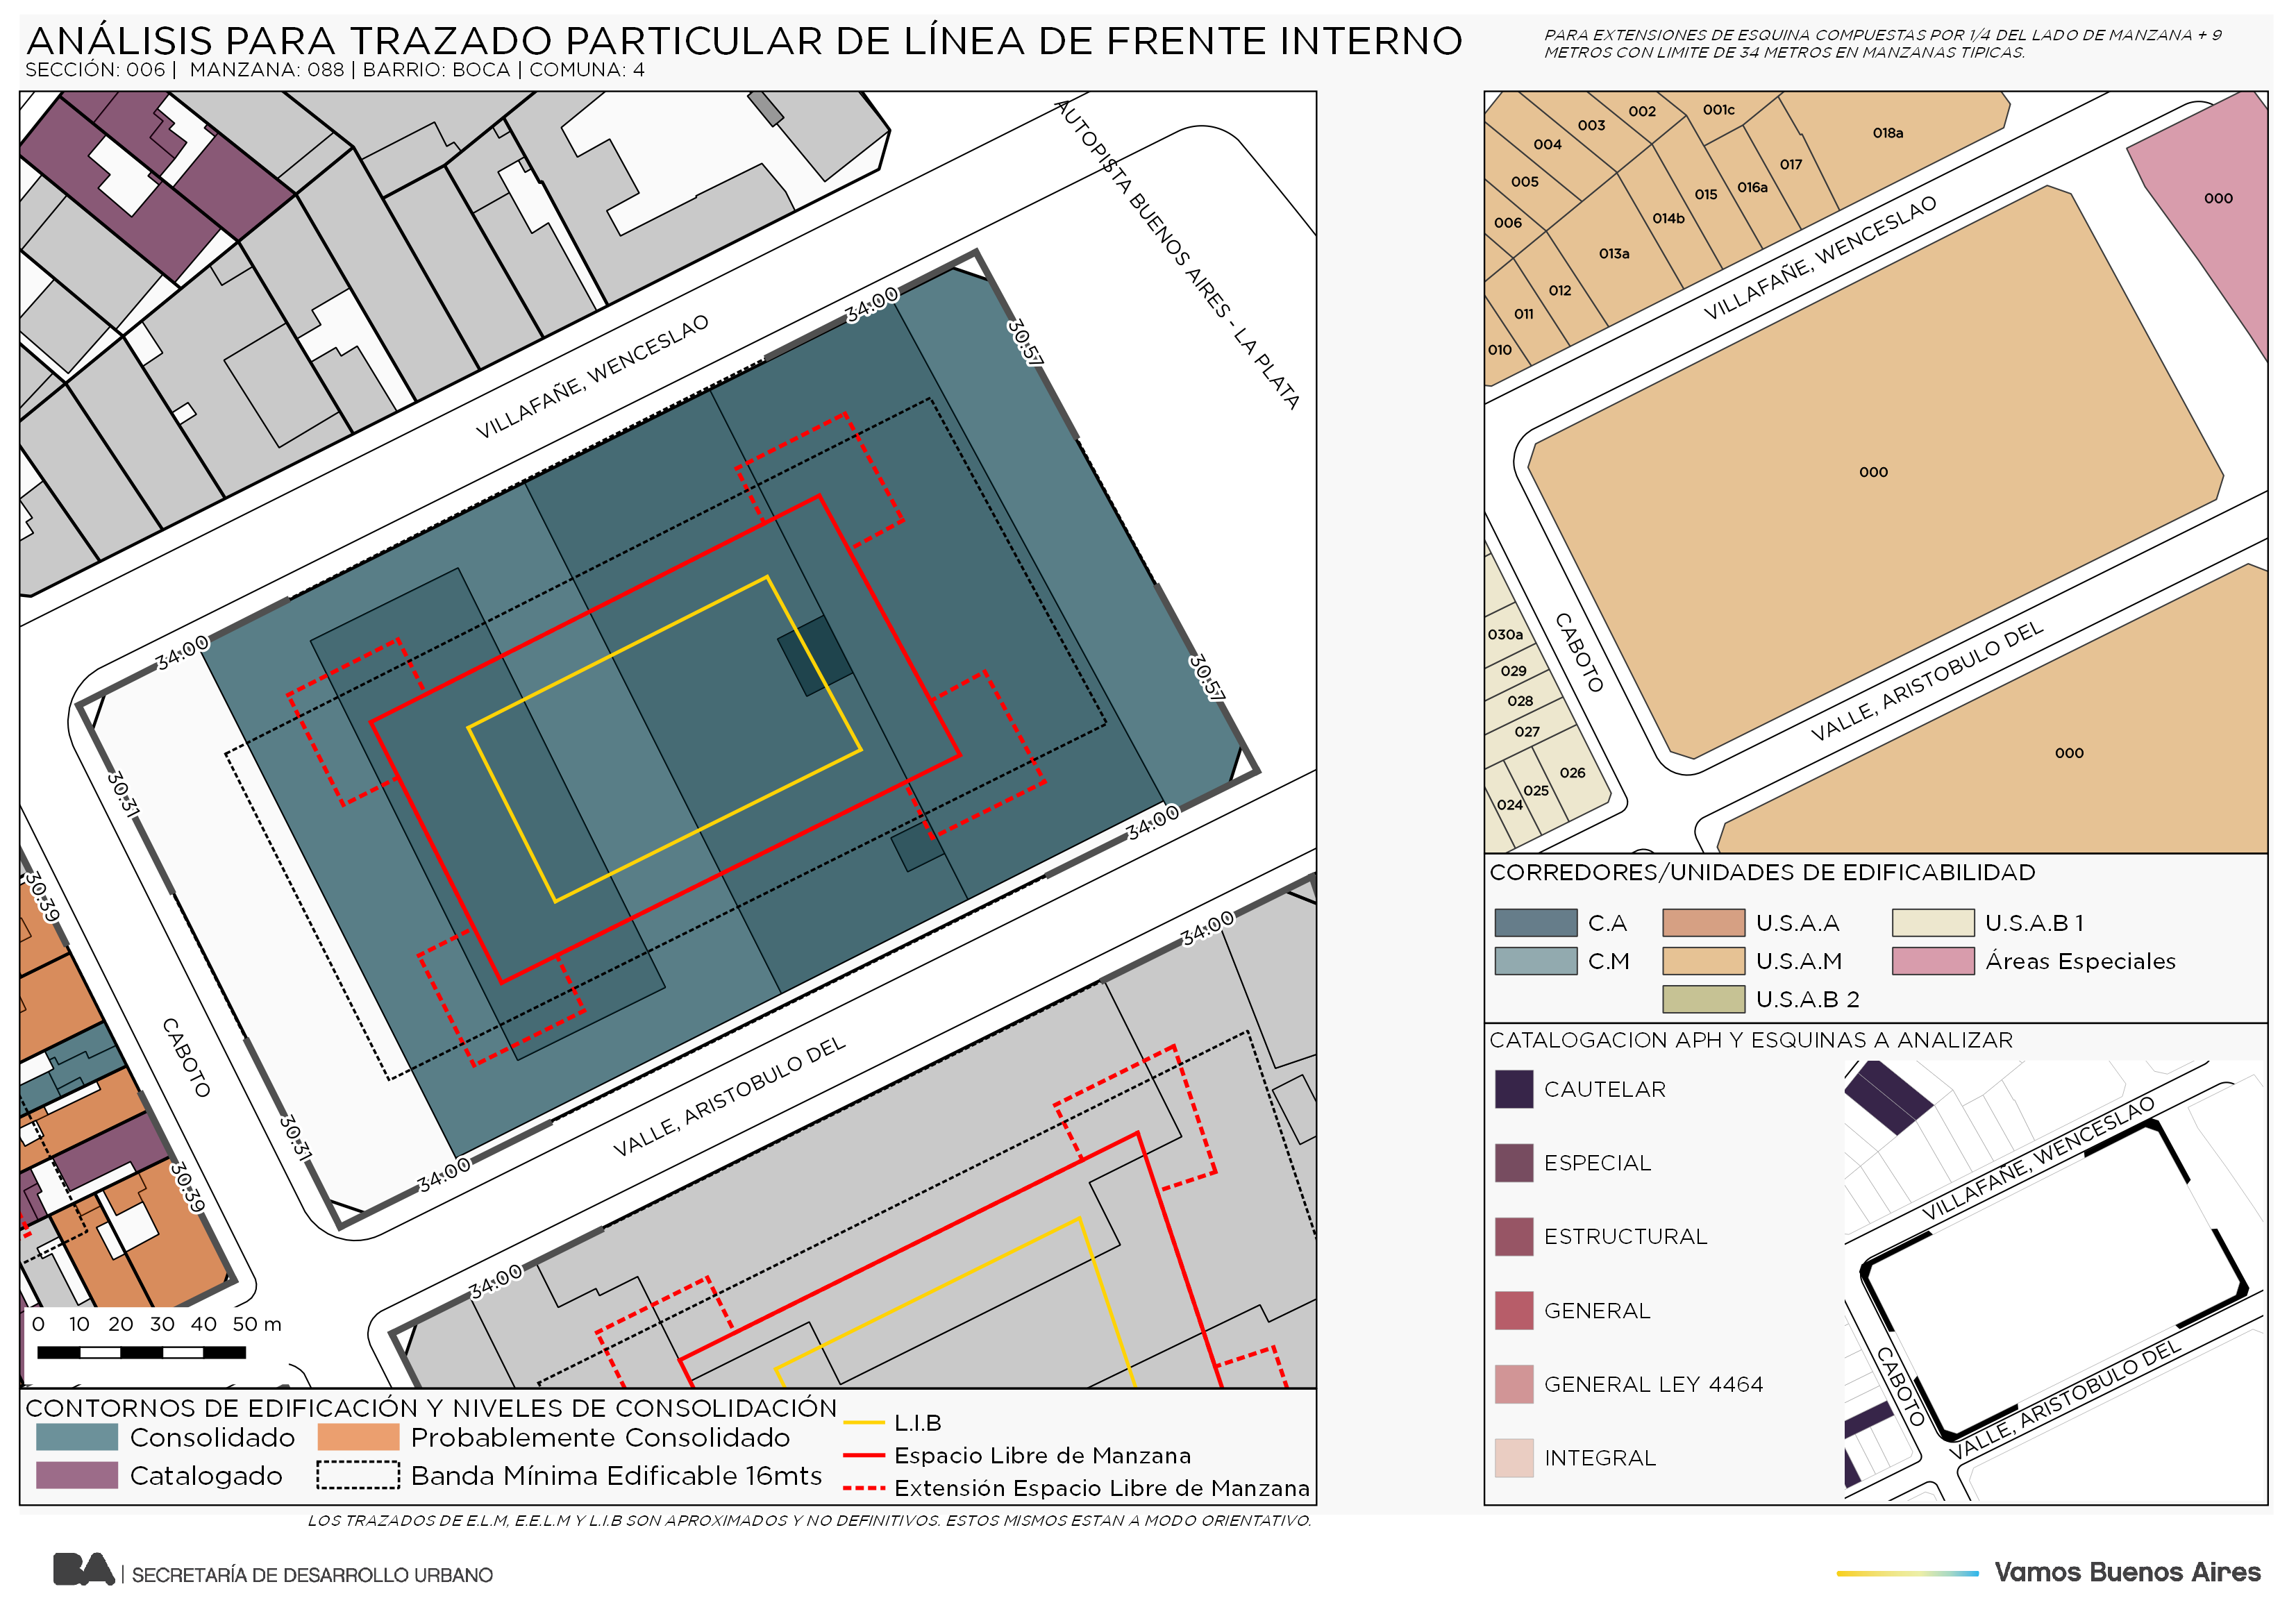 ANÁLISIS PARA TRAZADO PARTICULAR DE LÍNEA DE FRENTE INTERNO
SECCIÓN: 006 | MANZANA: 088 | BARRIO: BOCA | COMUNA: 4
PARA EXTENSIONES DE ESQUINA COMPUESTAS POR 1/4 DEL LADO DE MANZANA + 9
METROS CON LIMITE DE 34 METROS EN MANZANAS TIPICAS.
AUTOPISTA BUENOS AIRES - LA PLATA
VILLAFAÑE, WENCESLAO
34:00
30:57
34:00
30:57
30:31
34:00
30:39
CABOTO
30:31
34:00
VALLE, ARISTOBULO DEL
34:00
30:39
34:00
0 10 20 30 40 50 m
CONTORNOS DE EDIFICACIÓN Y NIVELES DE CONSOLIDACIÓN
Consolidado
Probablemente Consolidado
Catalogado
Banda Mínima Edificable 16mts
L.I.B
Espacio Libre de Manzana
Extensión Espacio Libre de Manzana
LOS TRAZADOS DE E.L.M, E.E.L.M Y L.I.B SON APROXIMADOS Y NO DEFINITIVOS. ESTOS MISMOS ESTAN A MODO ORIENTATIVO.
002
001c
003
004
018a
005
015
016a
017
006
014b
013a
012
011
010
000
VILLAFAÑE, WENCESLAO
000
CABOTO
030a
029
028
027
026
025
024
VALLE, ARISTOBULO DEL
000
CORREDORES/UNIDADES DE EDIFICABILIDAD
C.A
U.S.A.A
U.S.A.B 1
C.M
U.S.A.M
Áreas Especiales
U.S.A.B 2
CATALOGACION APH Y ESQUINAS A ANALIZAR
CAUTELAR
ESPECIAL
ESTRUCTURAL
GENERAL
GENERAL LEY 4464
INTEGRAL
VILLAFAÑE, WENCESLAO
CABOTO
VALLE, ARISTOBULO DEL
BA | SECRETARÍA DE DESARROLLO URBANO
Vamos Buenos Aires